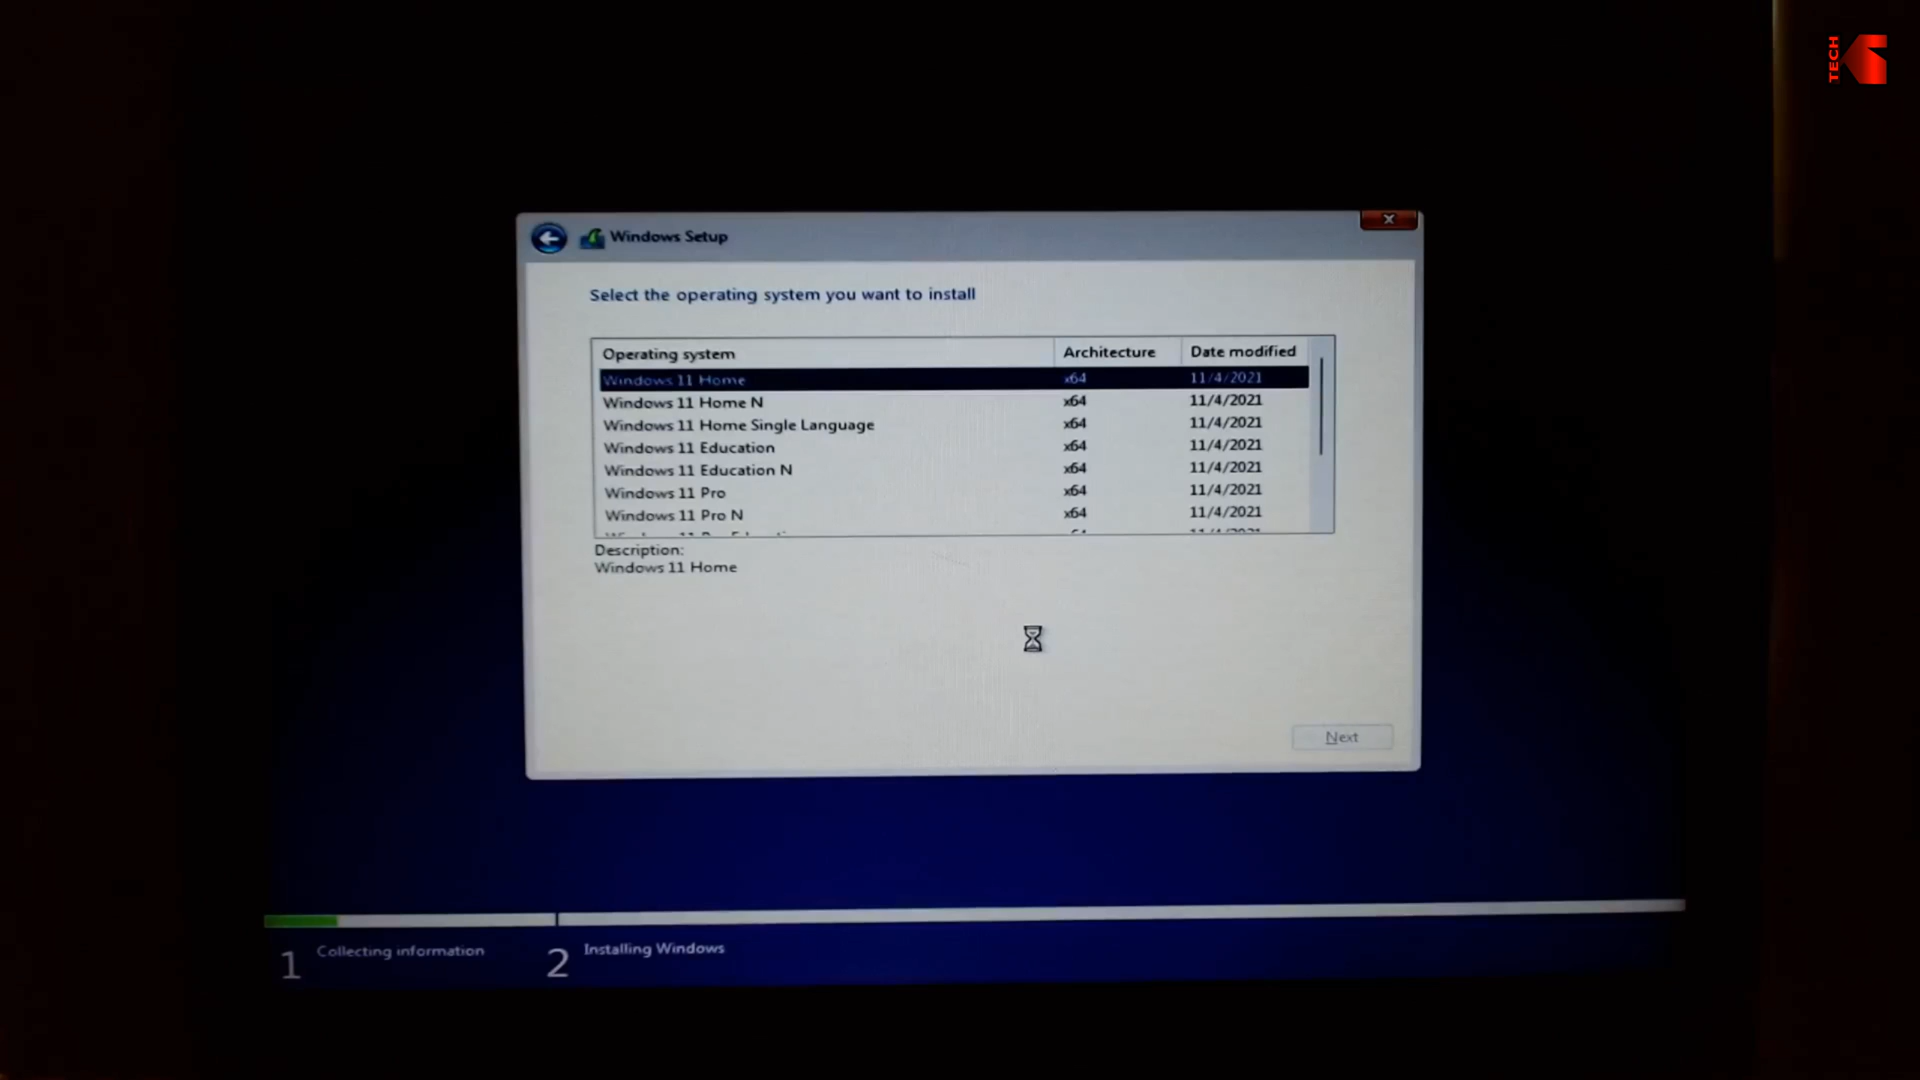 TECH
Windows Setup
Select the operating system you want to install
Operating system Architecture Date modified
Windows 11 Home x64 11/4/2021
Windows 11 Home N x64 11/4/2021
Windows 11 Home Single Language x64 11/4/2021
Windows 11 Education x64 11/4/2021
Windows 11 Education N x64 11/4/2021
Windows 11 Pro x64 11/4/2021
Windows 11 Pro N x64 11/4/2021
Description:
Windows 11 Home
Next
1 Collecting information 2 Installing Windows